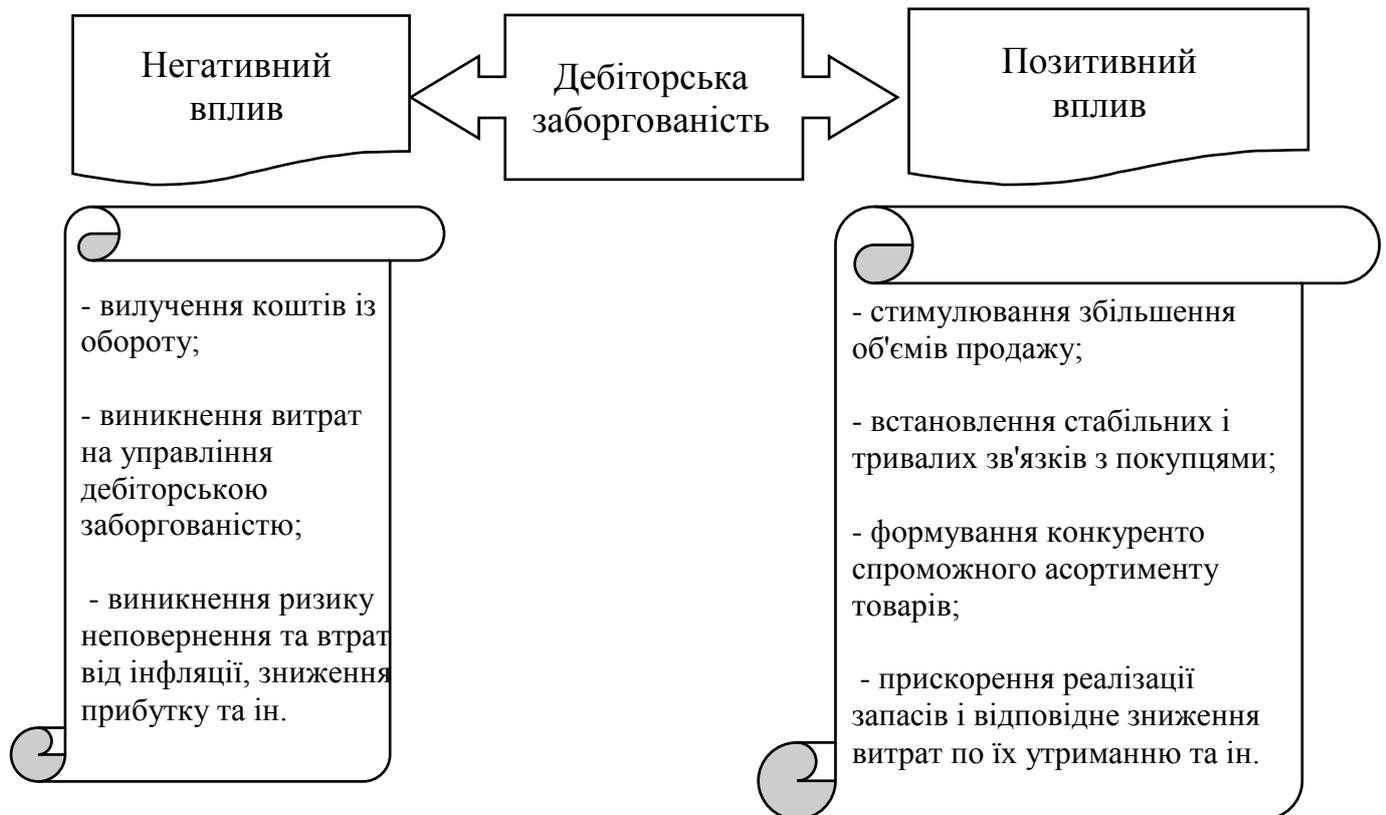 Негативний
вплив
Дебіторська
заборгованість
Позитивний
вплив
- вилучення коштів із
обороту;
- виникнення витрат
на управління
дебіторською
заборгованістю;
- виникнення ризику
неповернення та втрат
від інфляції, зниження
прибутку та ін.
- стимулювання збільшення
об'ємів продажу;
- встановлення стабільних і
тривалих зв'язків з покупцями;
- формування конкуренто
спроможного асортименту
товарів;
- прискорення реалізації
запасів і відповідне зниження
витрат по їх утриманню та ін.